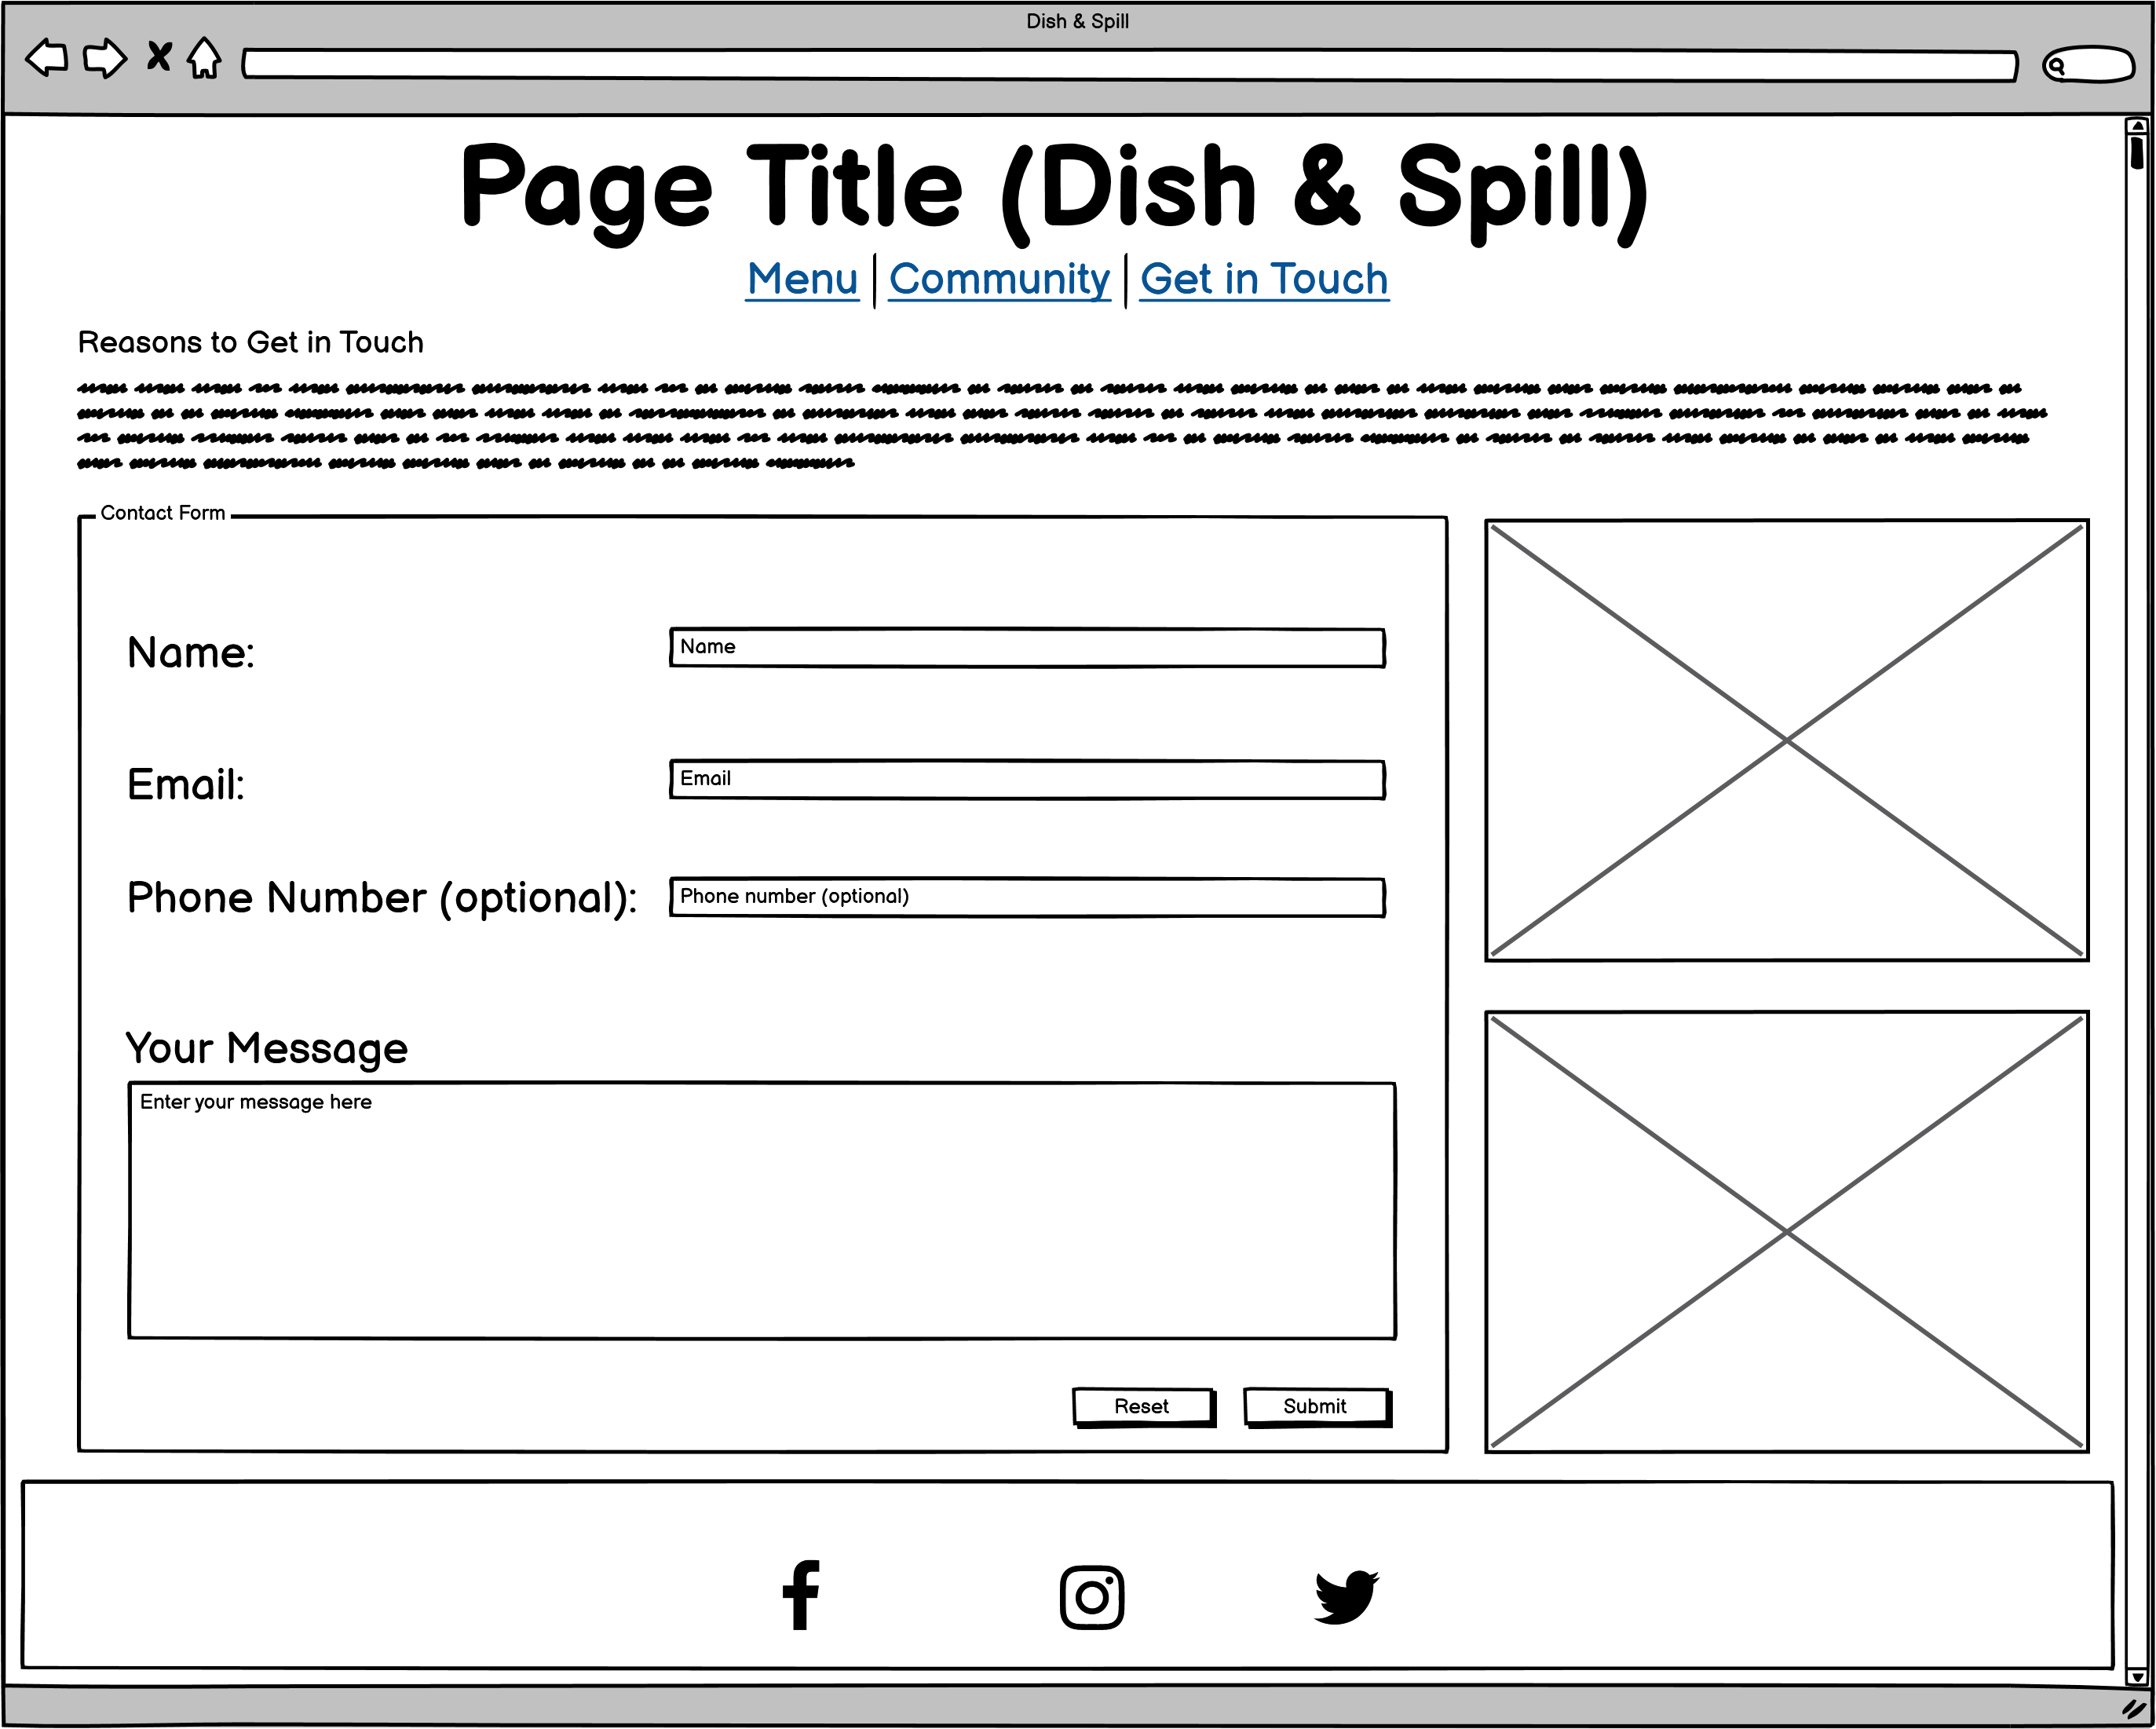 Dish & Spill
Page Title (Dish & Spill)
Menu | Community | Get in Touch
Reasons to Get in Touch
Contact Form
Name:
Name
Email:
Email
Phone Number (optional):
Phone number (optional)
Your Message
Enter your message here
Reset
Submit